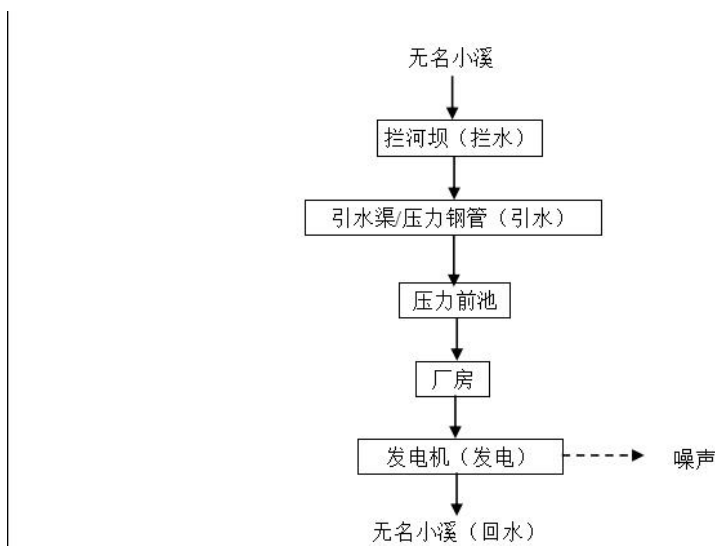 无名小溪
拦河坝（拦水）
引水渠/压力钢管（引水）
压力前池
厂房
发电机（发电）
噪声
无名小溪（回水）